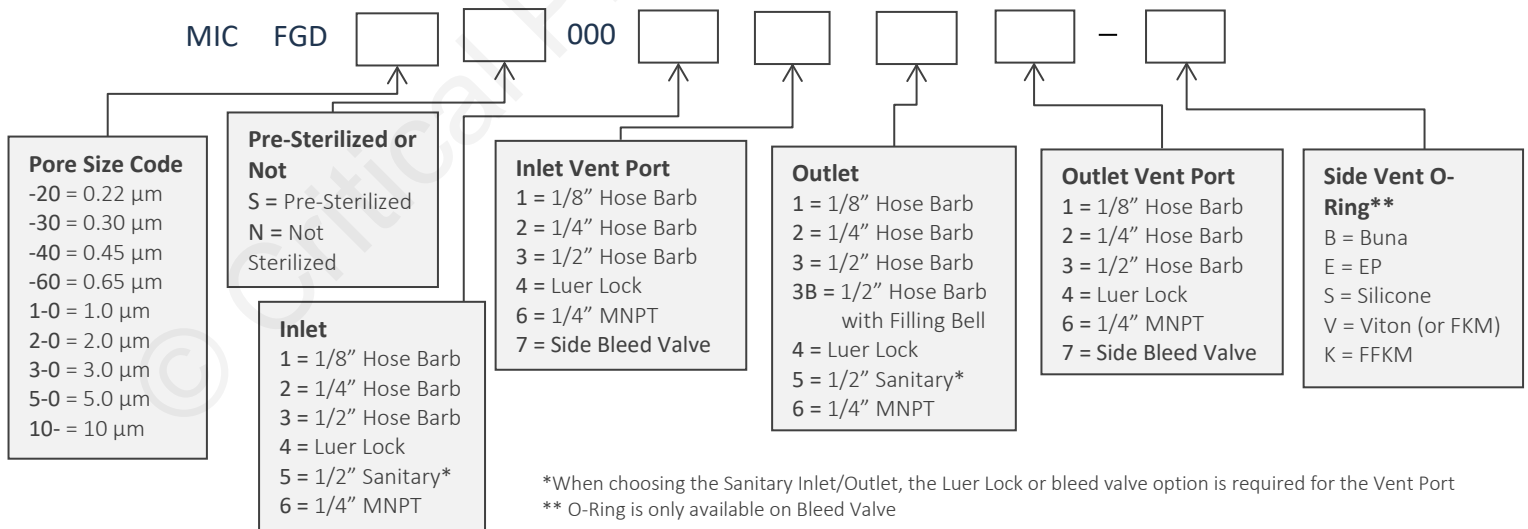 MIC FGD 000 –
Pore Size Code
-20 = 0.22 µm
-30 = 0.30 µm
-40 = 0.45 µm
-60 = 0.65 µm
1-0 = 1.0 µm
2-0 = 2.0 µm
3-0 = 3.0 µm
5-0 = 5.0 µm
10- = 10 µm
Pre-Sterilized or
Not
S = Pre-Sterilized
N = Not
Sterilized
Inlet
1 = 1/8” Hose Barb
2 = 1/4” Hose Barb
3 = 1/2” Hose Barb
4 = Luer Lock
5 = 1/2” Sanitary*
6 = 1/4” MNPT
Inlet Vent Port
1 = 1/8” Hose Barb
2 = 1/4” Hose Barb
3 = 1/2” Hose Barb
4 = Luer Lock
6 = 1/4” MNPT
7 = Side Bleed Valve
Outlet
1 = 1/8” Hose Barb
2 = 1/4” Hose Barb
3 = 1/2” Hose Barb
3B = 1/2” Hose Barb
with Filling Bell
4 = Luer Lock
5 = 1/2” Sanitary*
6 = 1/4” MNPT
Outlet Vent Port
1 = 1/8” Hose Barb
2 = 1/4” Hose Barb
3 = 1/2” Hose Barb
4 = Luer Lock
6 = 1/4” MNPT
7 = Side Bleed Valve
Side Vent O-
Ring**
B = Buna
E = EP
S = Silicone
V = Viton (or FKM)
K = FFKM
*When choosing the Sanitary Inlet/Outlet, the Luer Lock or bleed valve option is required for the Vent Port
** O-Ring is only available on Bleed Valve
© Critical